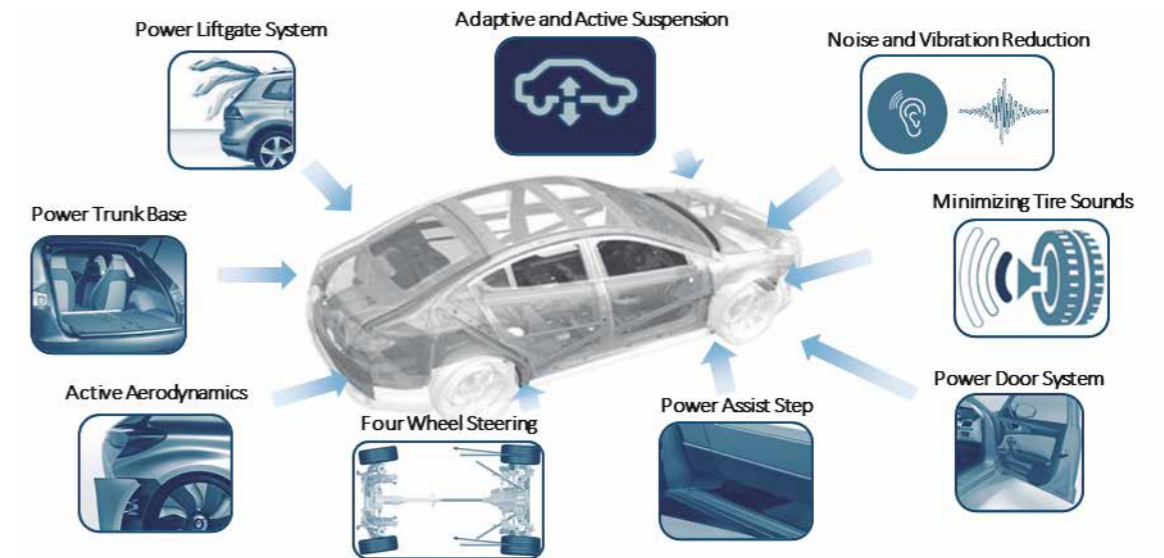 Adaptive and Active Suspension
Power Liftgate System
Noise and Vibration Reduction
Power Trunk Base
Minimizing Tire Sounds
Active Aerodynamics
Four Wheel Steering
Power Assist Step
Power Door System